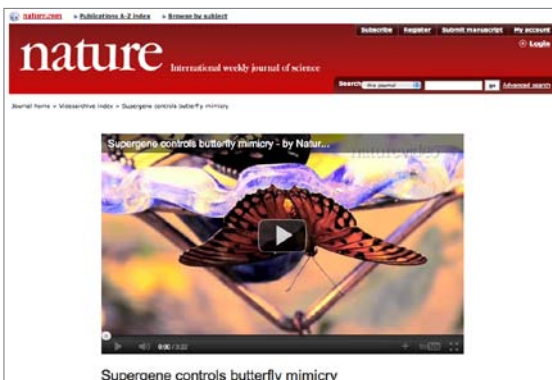 nature.com » Publications A-Z index » Browse by subject
Subscribe Register Submit manuscript My account
Login
nature International weekly journal of science
Search this journal go Advanced search
Journal home > Videoarchive index > Supergene controls butterfly mimicry
Supergene controls butterfly mimicry - by Natur...
naturevideo
0:00 / 3:22
Supergene controls butterfly mimicry